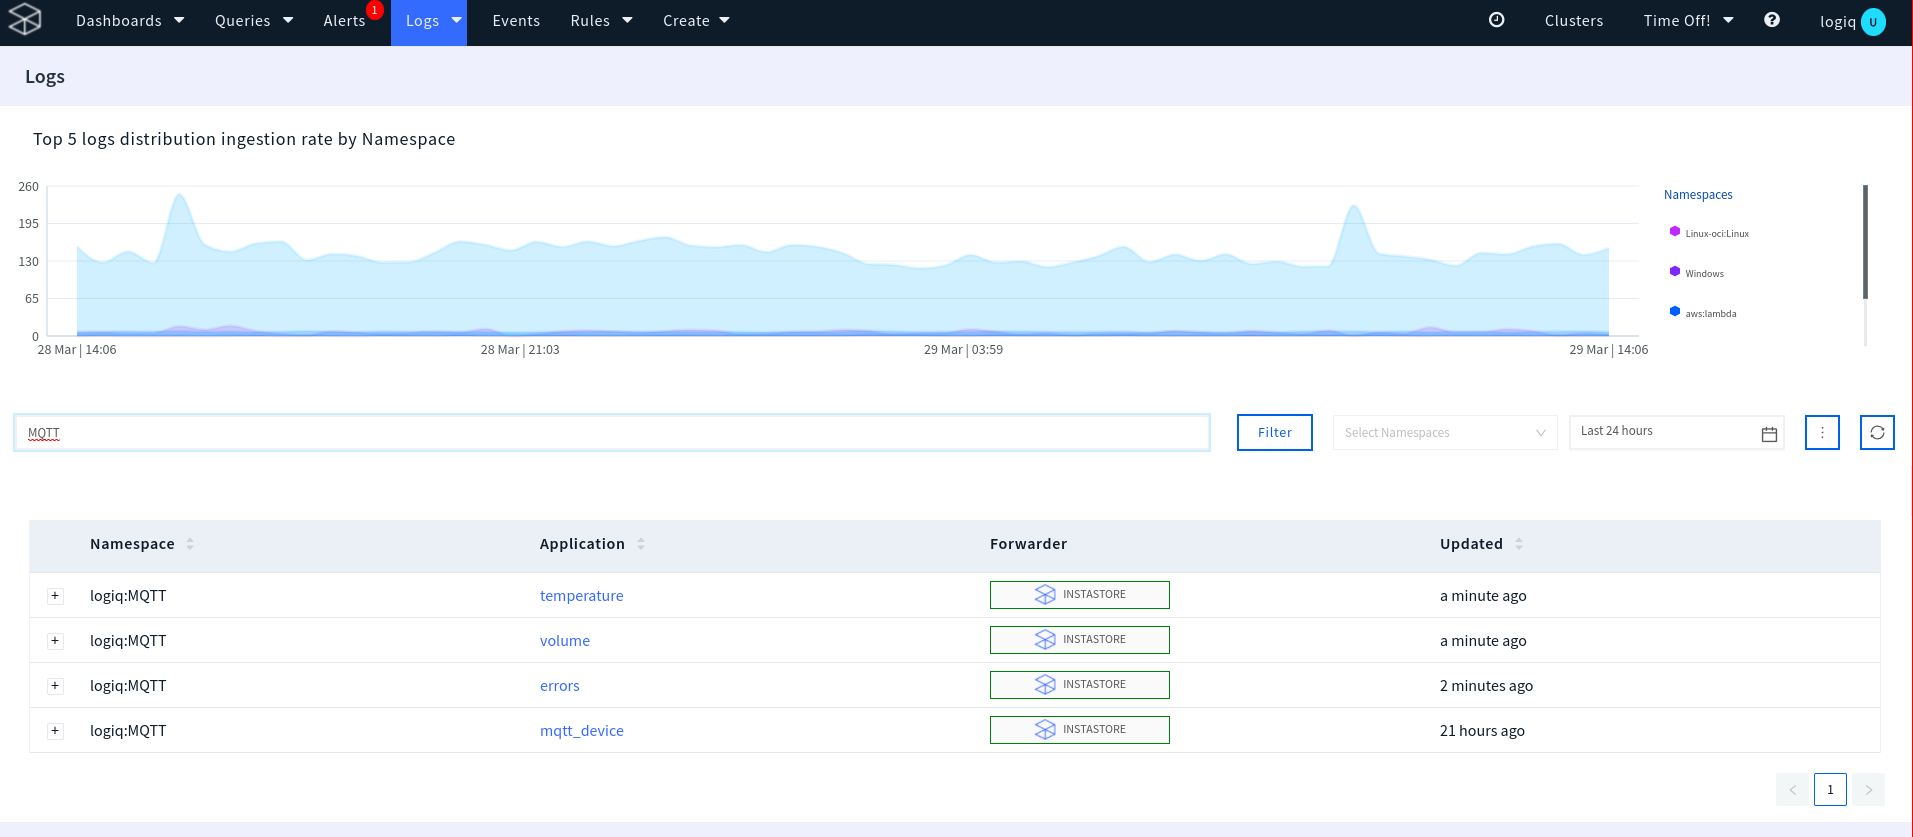 Dashboards Queries Alerts 1 Logs Events Rules Create Clusters Time Off! ? logiq U
Logs
Top 5 logs distribution ingestion rate by Namespace
260
195
130
65
0
28 Mar | 14:06 28 Mar | 21:03 29 Mar | 03:59 29 Mar | 14:06
Namespaces
Linux-oci:Linux
Windows
aws:lambda
MQTT Filter Select Namespaces Last 24 hours
Namespace Application Forwarder Updated
+ logiq:MQTT temperature INSTASTORE a minute ago
+ logiq:MQTT volume INSTASTORE a minute ago
+ logiq:MQTT errors INSTASTORE 2 minutes ago
+ logiq:MQTT mqtt_device INSTASTORE 21 hours ago
< 1 >